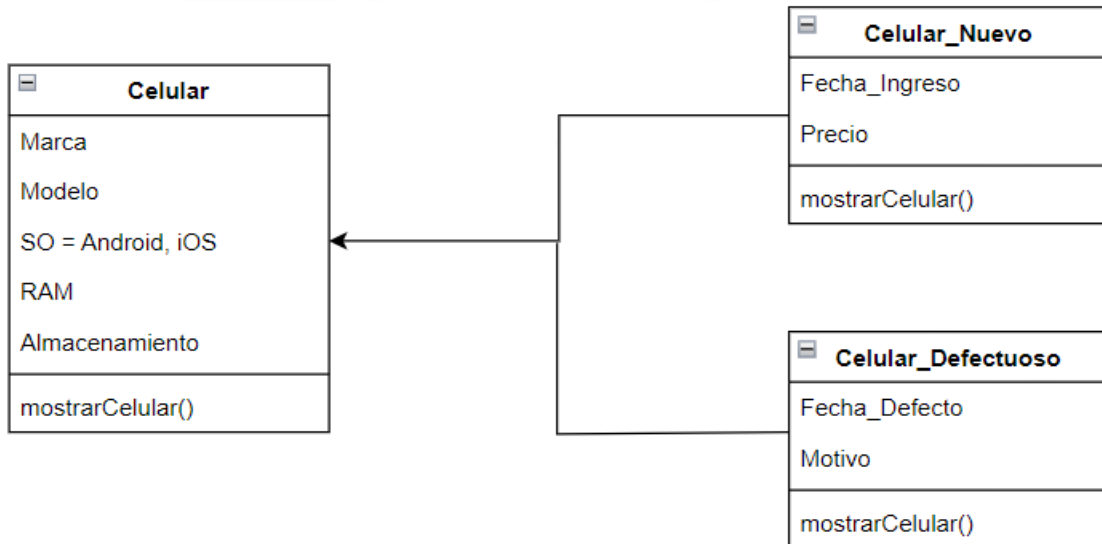 Celular
Marca
Modelo
SO = Android, iOS
RAM
Almacenamiento
mostrarCelular()
Celular_Nuevo
Fecha_Ingreso
Precio
mostrarCelular()
Celular_Defectuoso
Fecha_Defecto
Motivo
mostrarCelular()